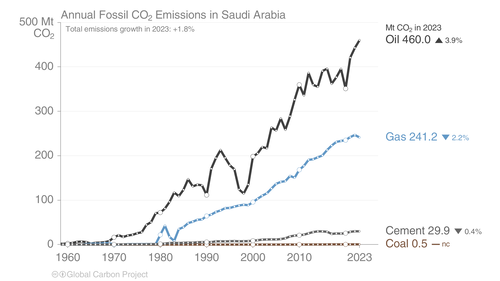 Annual Fossil CO₂ Emissions in Saudi Arabia
500 Mt
CO₂
Total emissions growth in 2023: +1.8%
400
300
200
100
0
1960 1970 1980 1990 2000 2010 2023
Mt CO₂ in 2023
Oil 460.0 ▲ 3.9%
Gas 241.2 ▼ 2.2%
Cement 29.9 ▼ 0.4%
Coal 0.5 — nc
Global Carbon Project